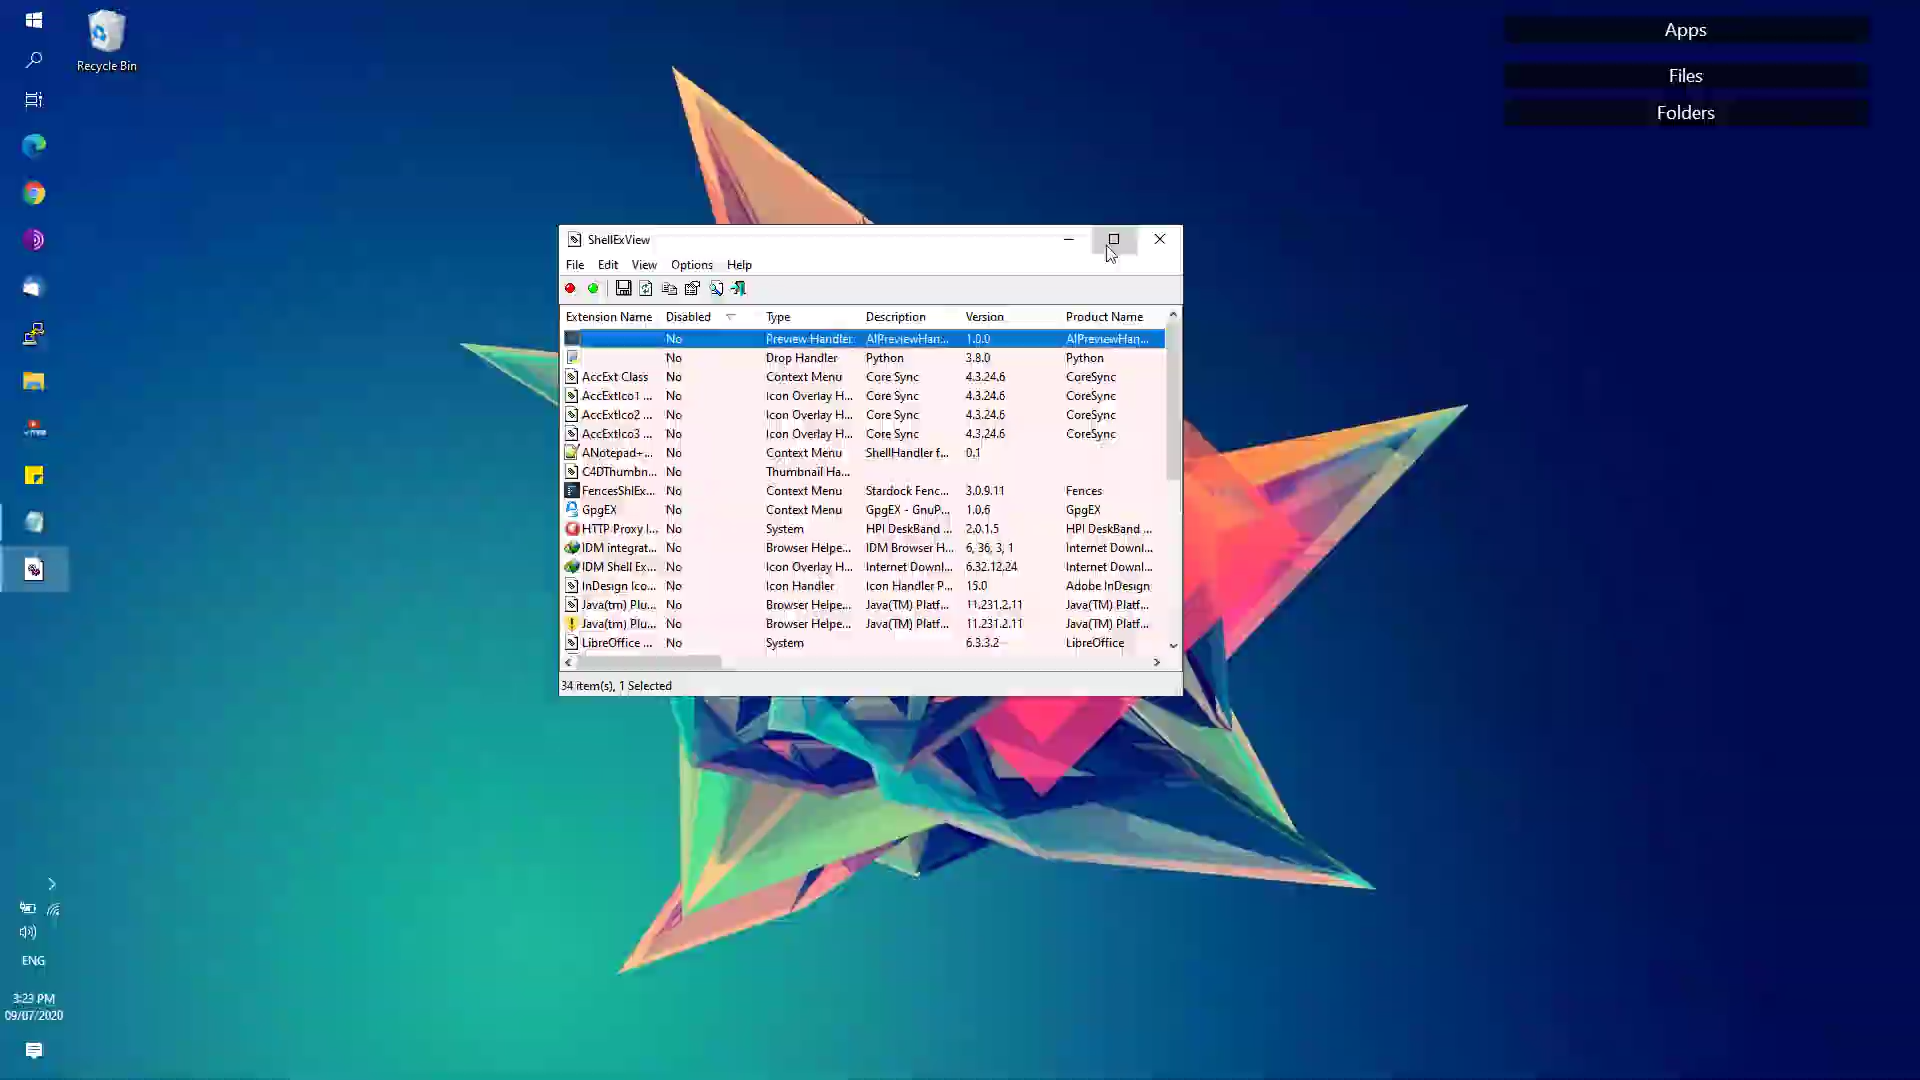 Recycle Bin
Apps
Files
Folders
ShellExView
File Edit View Options Help
Extension Name Disabled Type Description Version Product Name
No Preview Handler AIPreviewHan... 1.0.0 AIPreviewHan...
No Drop Handler Python 3.8.0 Python
AccExt Class No Context Menu Core Sync 4.3.24.6 CoreSync
AccExtIco1 ... No Icon Overlay H... Core Sync 4.3.24.6 CoreSync
AccExtIco2 ... No Icon Overlay H... Core Sync 4.3.24.6 CoreSync
AccExtIco3 ... No Icon Overlay H... Core Sync 4.3.24.6 CoreSync
ANotepad+... No Context Menu ShellHandler f... 0.1
C4DThumbn... No Thumbnail Ha...
FencesShlEx... No Context Menu Stardock Fenc... 3.0.9.11 Fences
GpgEX No Context Menu GpgEX - GnuP... 1.0.6 GpgEX
HTTP Proxy I... No System HPI DeskBand ... 2.0.1.5 HPI DeskBand ...
IDM integrat... No Browser Helpe... IDM Browser H... 6, 36, 3, 1 Internet Downl...
IDM Shell Ex... No Icon Overlay H... Internet Downl... 6.32.12.24 Internet Downl...
InDesign Ico... No Icon Handler Icon Handler P... 15.0 Adobe InDesign
Java(tm) Plu... No Browser Helpe... Java(TM) Platf... 11.231.2.11 Java(TM) Platf...
Java(tm) Plu... No Browser Helpe... Java(TM) Platf... 11.231.2.11 Java(TM) Platf...
LibreOffice ... No System 6.3.3.2 LibreOffice
34 item(s), 1 Selected
ENG
3:23 PM
09/07/2020